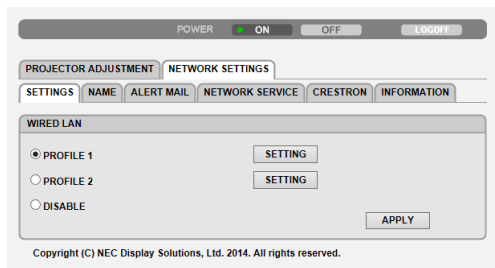 POWER ON OFF LOGOFF
PROJECTOR ADJUSTMENT NETWORK SETTINGS
SETTINGS NAME ALERT MAIL NETWORK SERVICE CRESTRON INFORMATION
WIRED LAN
PROFILE 1 SETTING
PROFILE 2 SETTING
DISABLE
APPLY
Copyright (C) NEC Display Solutions, Ltd. 2014. All rights reserved.